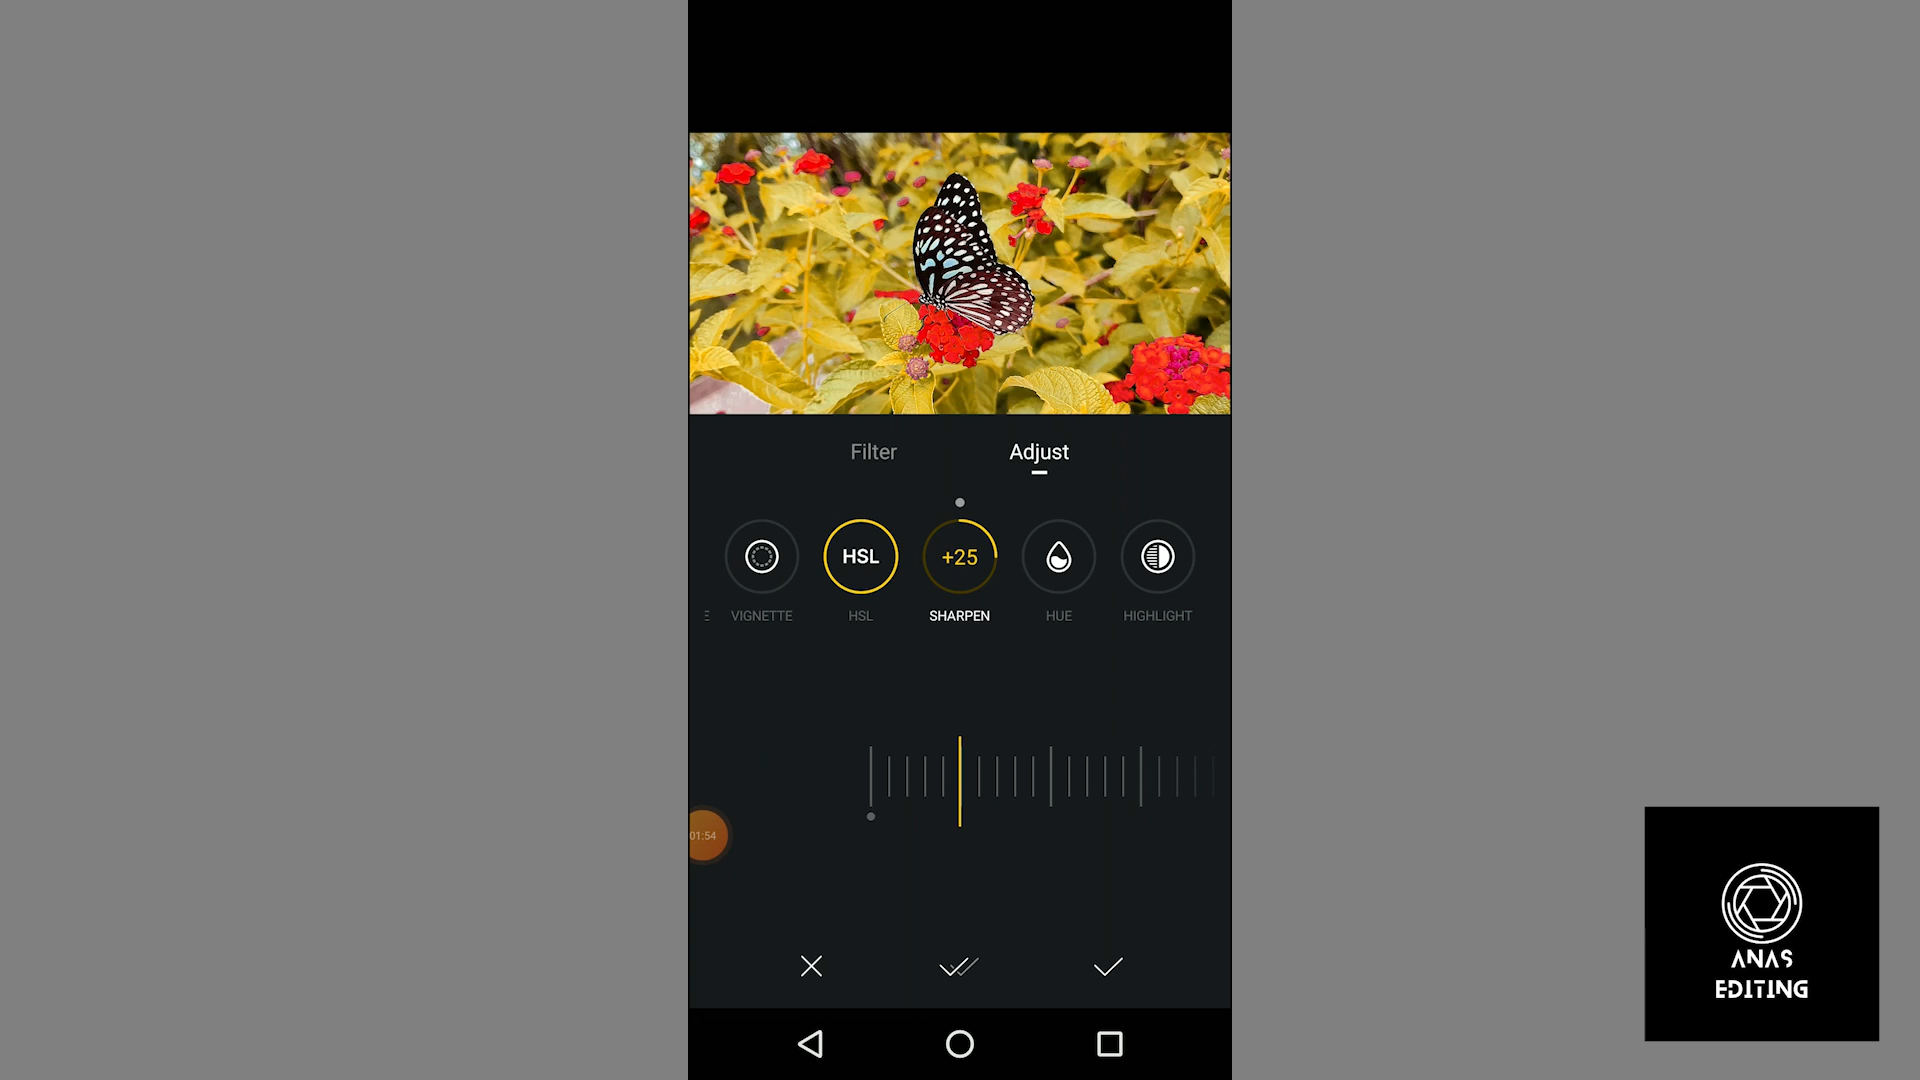 Filter
Adjust
HSL
+25
E
VIGNETTE
HSL
SHARPEN
HUE
HIGHLIGHT
01:54
ANAS
EDITING